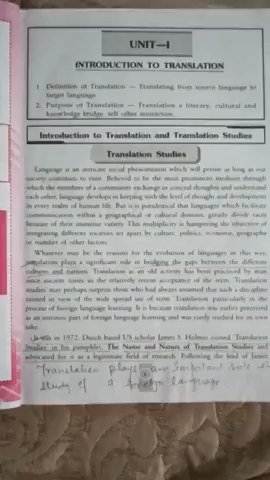 UNIT—I
INTRODUCTION TO TRANSLATION
1. Definition of Translation — Translating from source language to
target language
2. Purpose of Translation — Translation a literary, cultural and
knowledge bridge,
Introduction to Translation and Translation Studies
Translation Studies
Language is an intricate social phenomenon which will persist as long as our
society continues to exist. Believed to be the most prominent medium through
which the members of a community exchange or conceal thoughts and understand
each other, language develops in keeping with the level of thought and development
in every realm of human life. But it is paradoxical that languages which facilitate
communication within a geographical or cultural domain, greatly divide races
because of their immense variety. This multiplicity is hampering the objective of
integrating different societies set apart by culture, politics, economy, geography
or number of other factors.
Whatever may be the reasons for the evolution of languages in this way,
translation plays a significant role in bridging the gaps between the different
cultures and nations. Translation as an old activity has been practiced by man
since ancient times as the relatively recent acceptance of the term 'Translation
studies' may perhaps surprise those who had always assumed that such a discipline
existed in view of the wide special use of term Translation particularly in the
process of foreign language learning. It is because translation was earlier perceived
as an intrinsic part of foreign language learning and was rarely studied for its own
sake.
It was in 1972, Dutch based US scholar James S. Holmes coined 'Translation
Studies' in his pamphlet, The Name and Nature of Translation Studies and
advocated for it as a legitimate field of research. Following the lead of James
Translation plays an important role in
study of a foreign language